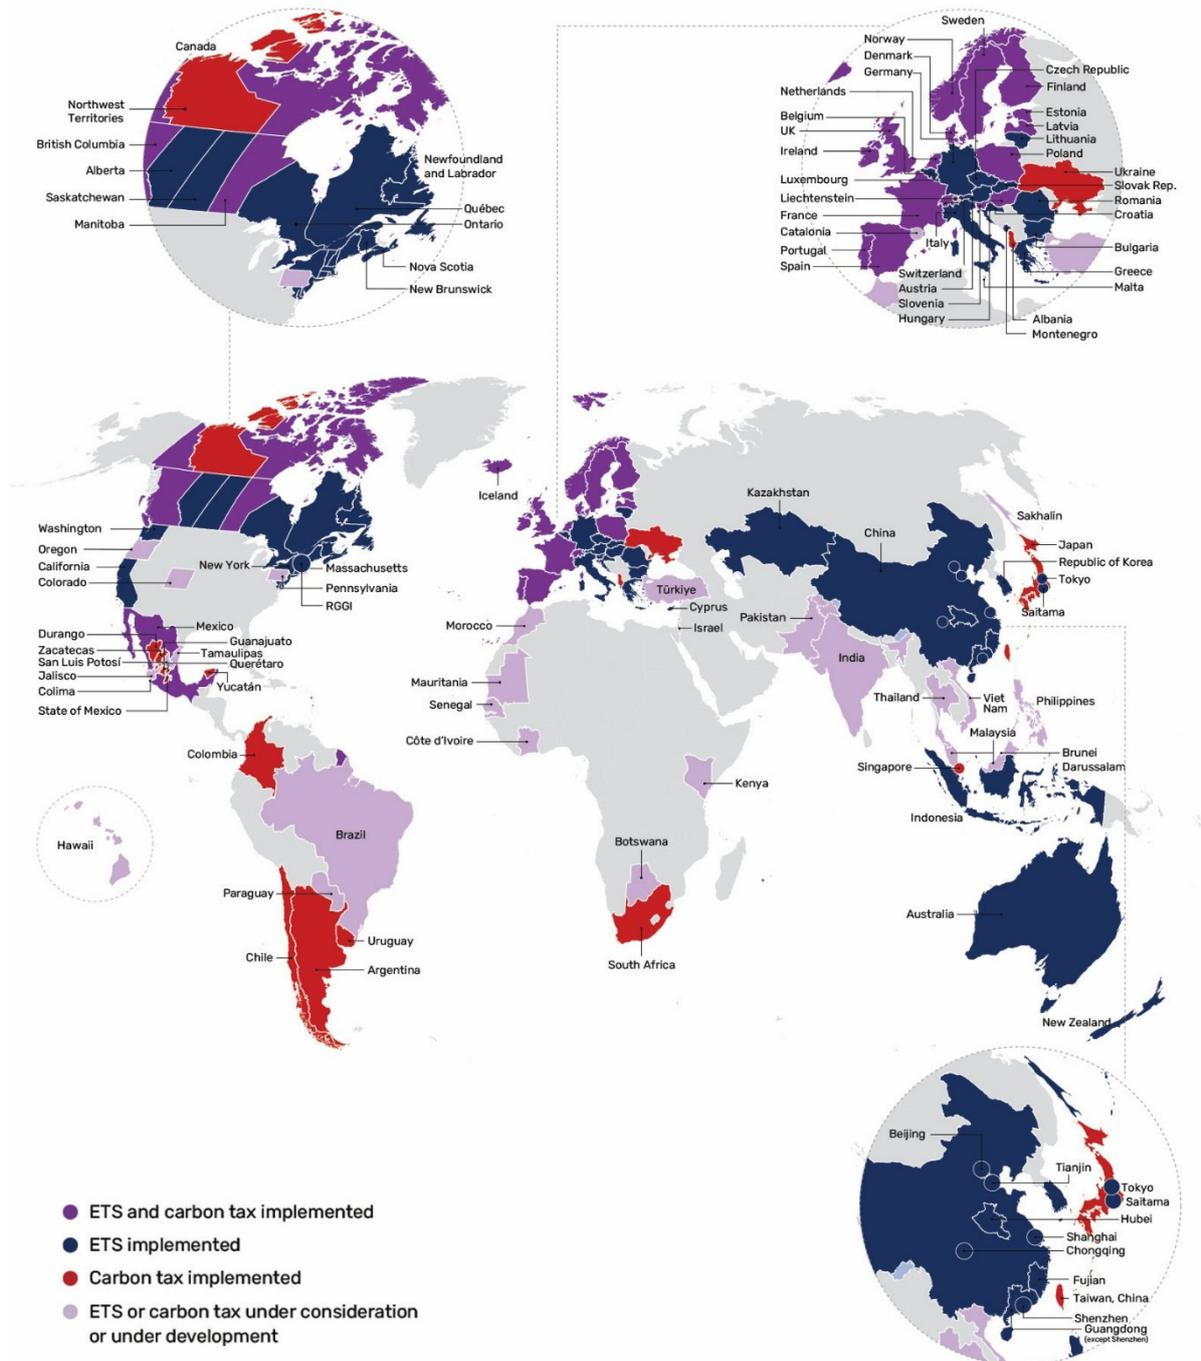 Canada
Northwest
Territories
British Columbia
Alberta
Saskatchewan
Manitoba
Newfoundland
and Labrador
Québec
Ontario
Nova Scotia
New Brunswick
Sweden
Norway
Denmark
Germany
Netherlands
Belgium
UK
Ireland
Luxembourg
Liechtenstein
France
Catalonia
Portugal
Spain
Italy
Switzerland
Austria
Slovenia
Hungary
Czech Republic
Finland
Estonia
Latvia
Lithuania
Poland
Ukraine
Slovak Rep.
Romania
Croatia
Bulgaria
Greece
Malta
Albania
Montenegro
Washington
Oregon
California
Colorado
New York
Massachusetts
Pennsylvania
RGGI
Mexico
Durango
Guanajuato
Zacatecas
Tamaulipas
San Luis Potosí
Querétaro
Jalisco
Yucatán
Colima
State of Mexico
Iceland
Kazakhstan
China
Sakhalin
Japan
Republic of Korea
Tokyo
Saitama
Türkiye
Cyprus
Israel
Morocco
Pakistan
India
Mauritania
Senegal
Côte d'Ivoire
Thailand
Viet
Nam
Philippines
Malaysia
Brunei
Darussalam
Singapore
Indonesia
Kenya
Colombia
Brazil
Hawaii
Botswana
Paraguay
Uruguay
Chile
Argentina
South Africa
Australia
New Zealand
Beijing
Tianjin
Tokyo
Saitama
Hubei
Shanghai
Chongqing
Fujian
Taiwan, China
Shenzhen
Guangdong
(except Shenzhen)
ETS and carbon tax implemented
ETS implemented
Carbon tax implemented
ETS or carbon tax under consideration
or under development